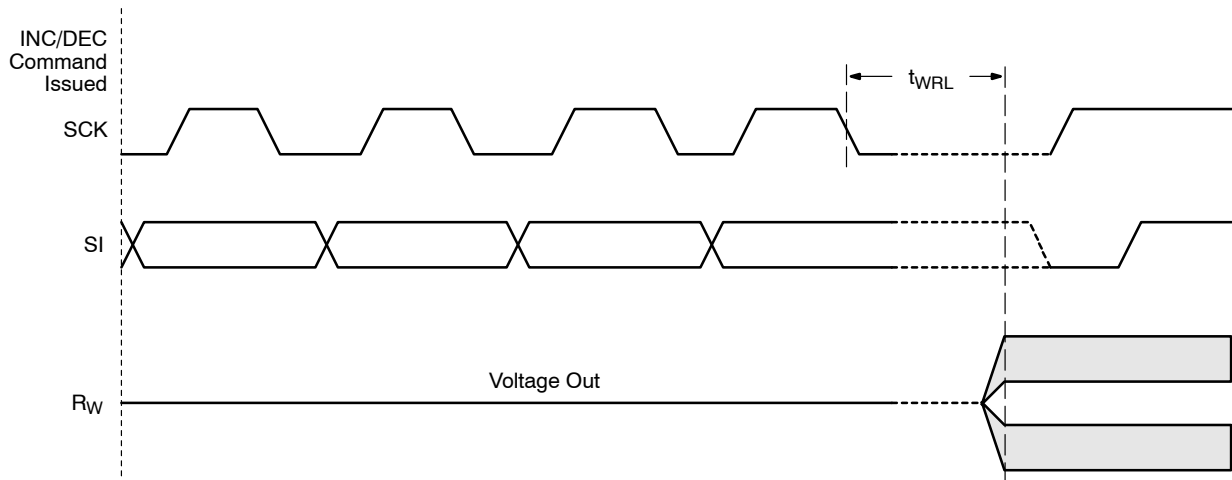 INC/DEC
Command
Issued
t_WRL
SCK
SI
Voltage Out
R_W